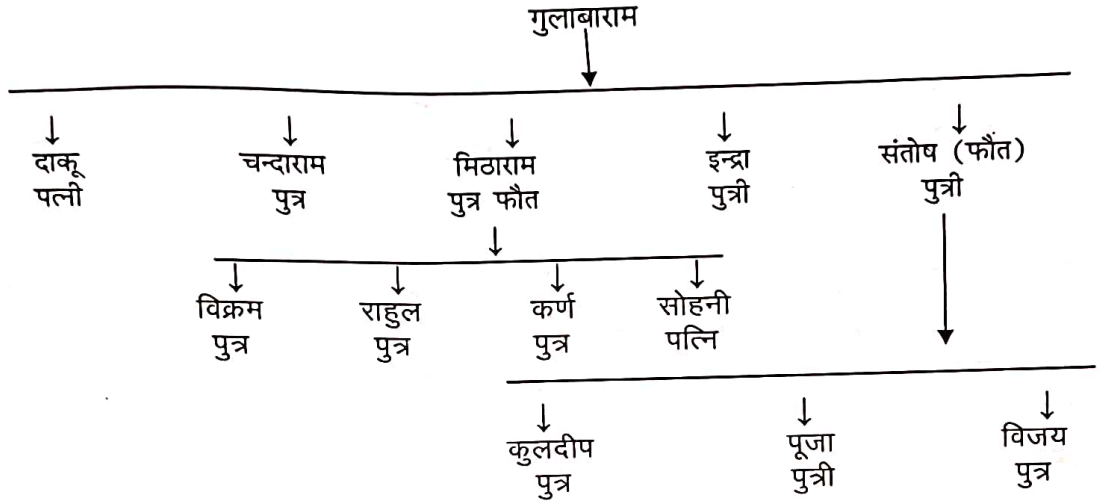 गुलाबाराम
दाकू चन्दाराम मिठाराम इन्द्रा संतोष (फौंत)
पत्नी पुत्र पुत्र फौत पुत्री पुत्री
विक्रम राहुल कर्ण सोहनी
पुत्र पुत्र पुत्र पत्नि
कुलदीप पूजा विजय
पुत्र पुत्री पुत्र